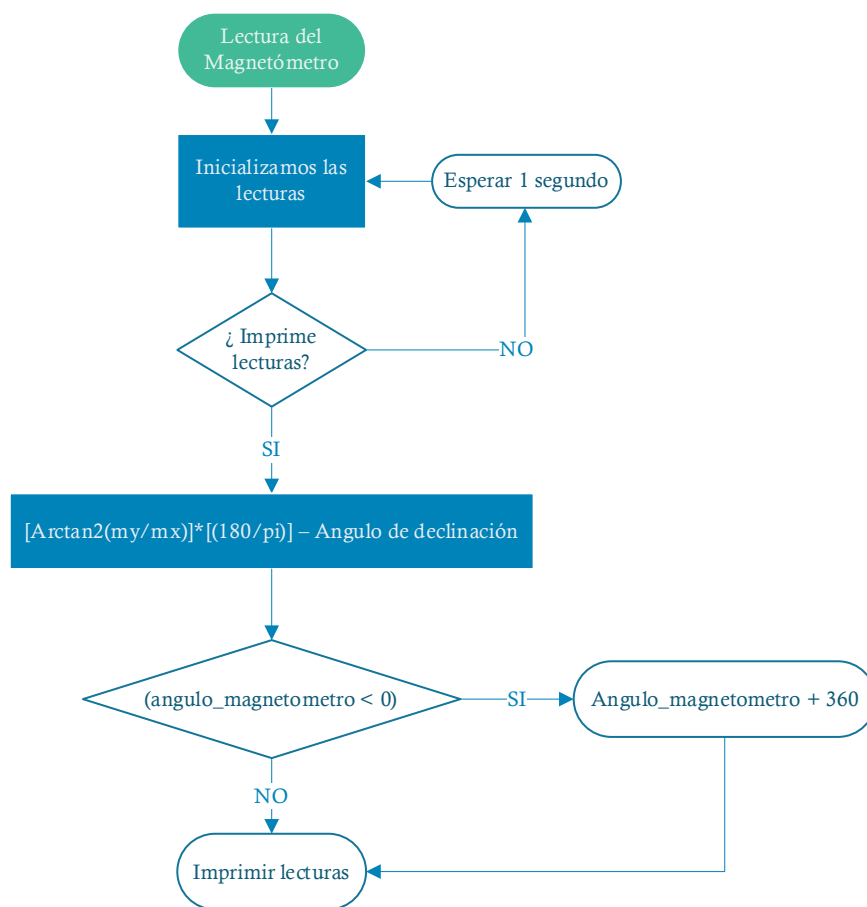 Lectura del
Magnetómetro
Inicializamos las
lecturas
Esperar 1 segundo
¿ Imprime
lecturas?
NO
SI
[Arctan2(my/mx)]*[(180/pi)] – Angulo de declinación
(angulo_magnetometro < 0)
SI
Angulo_magnetometro + 360
NO
Imprimir lecturas